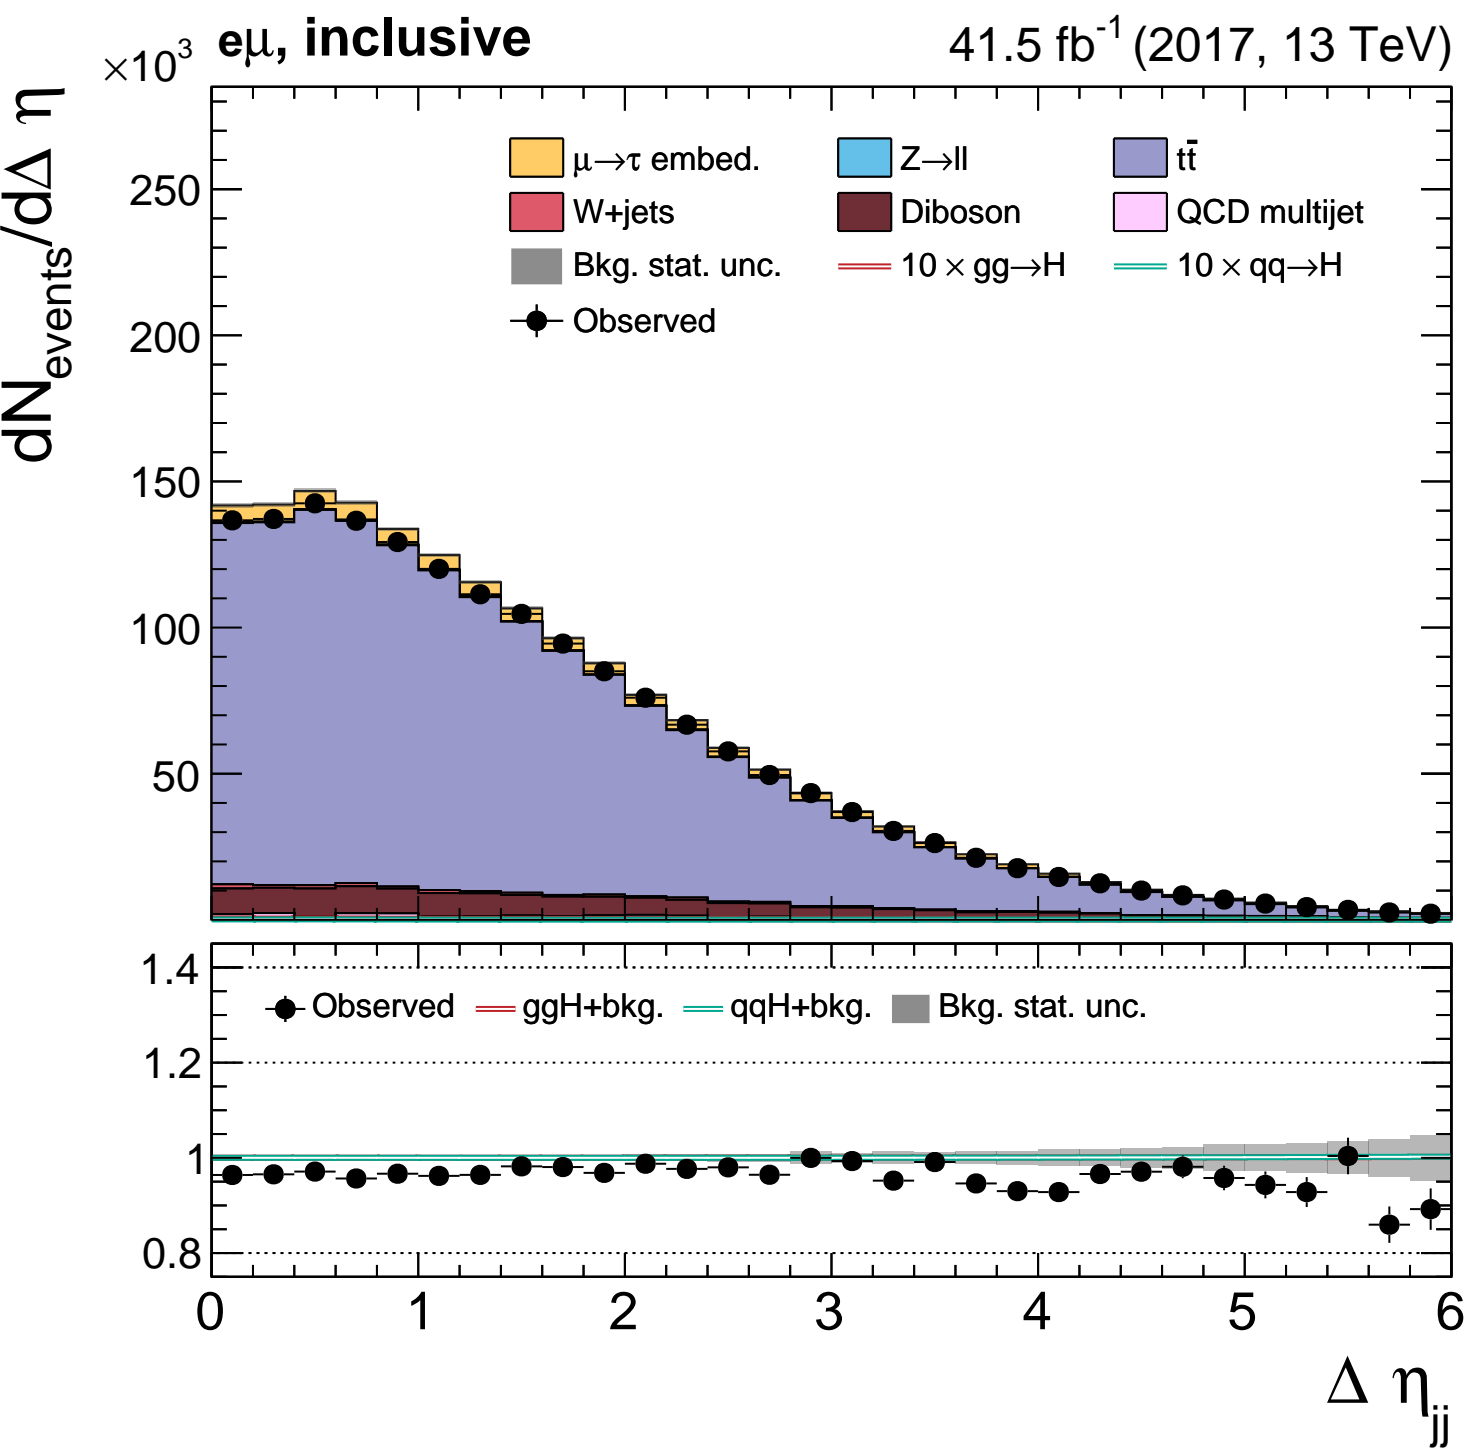 ×10³ eμ, inclusive 41.5 fb⁻¹ (2017, 13 TeV)
dN_events/dΔ η
μ→τ embed. Z→ll tt̄
W+jets Diboson QCD multijet
Bkg. stat. unc. 10 × gg→H 10 × qq→H
Observed
250
200
150
100
50
1.4
Observed ggH+bkg. qqH+bkg. Bkg. stat. unc.
1.2
1
0.8
0 1 2 3 4 5 6
Δ η_jj